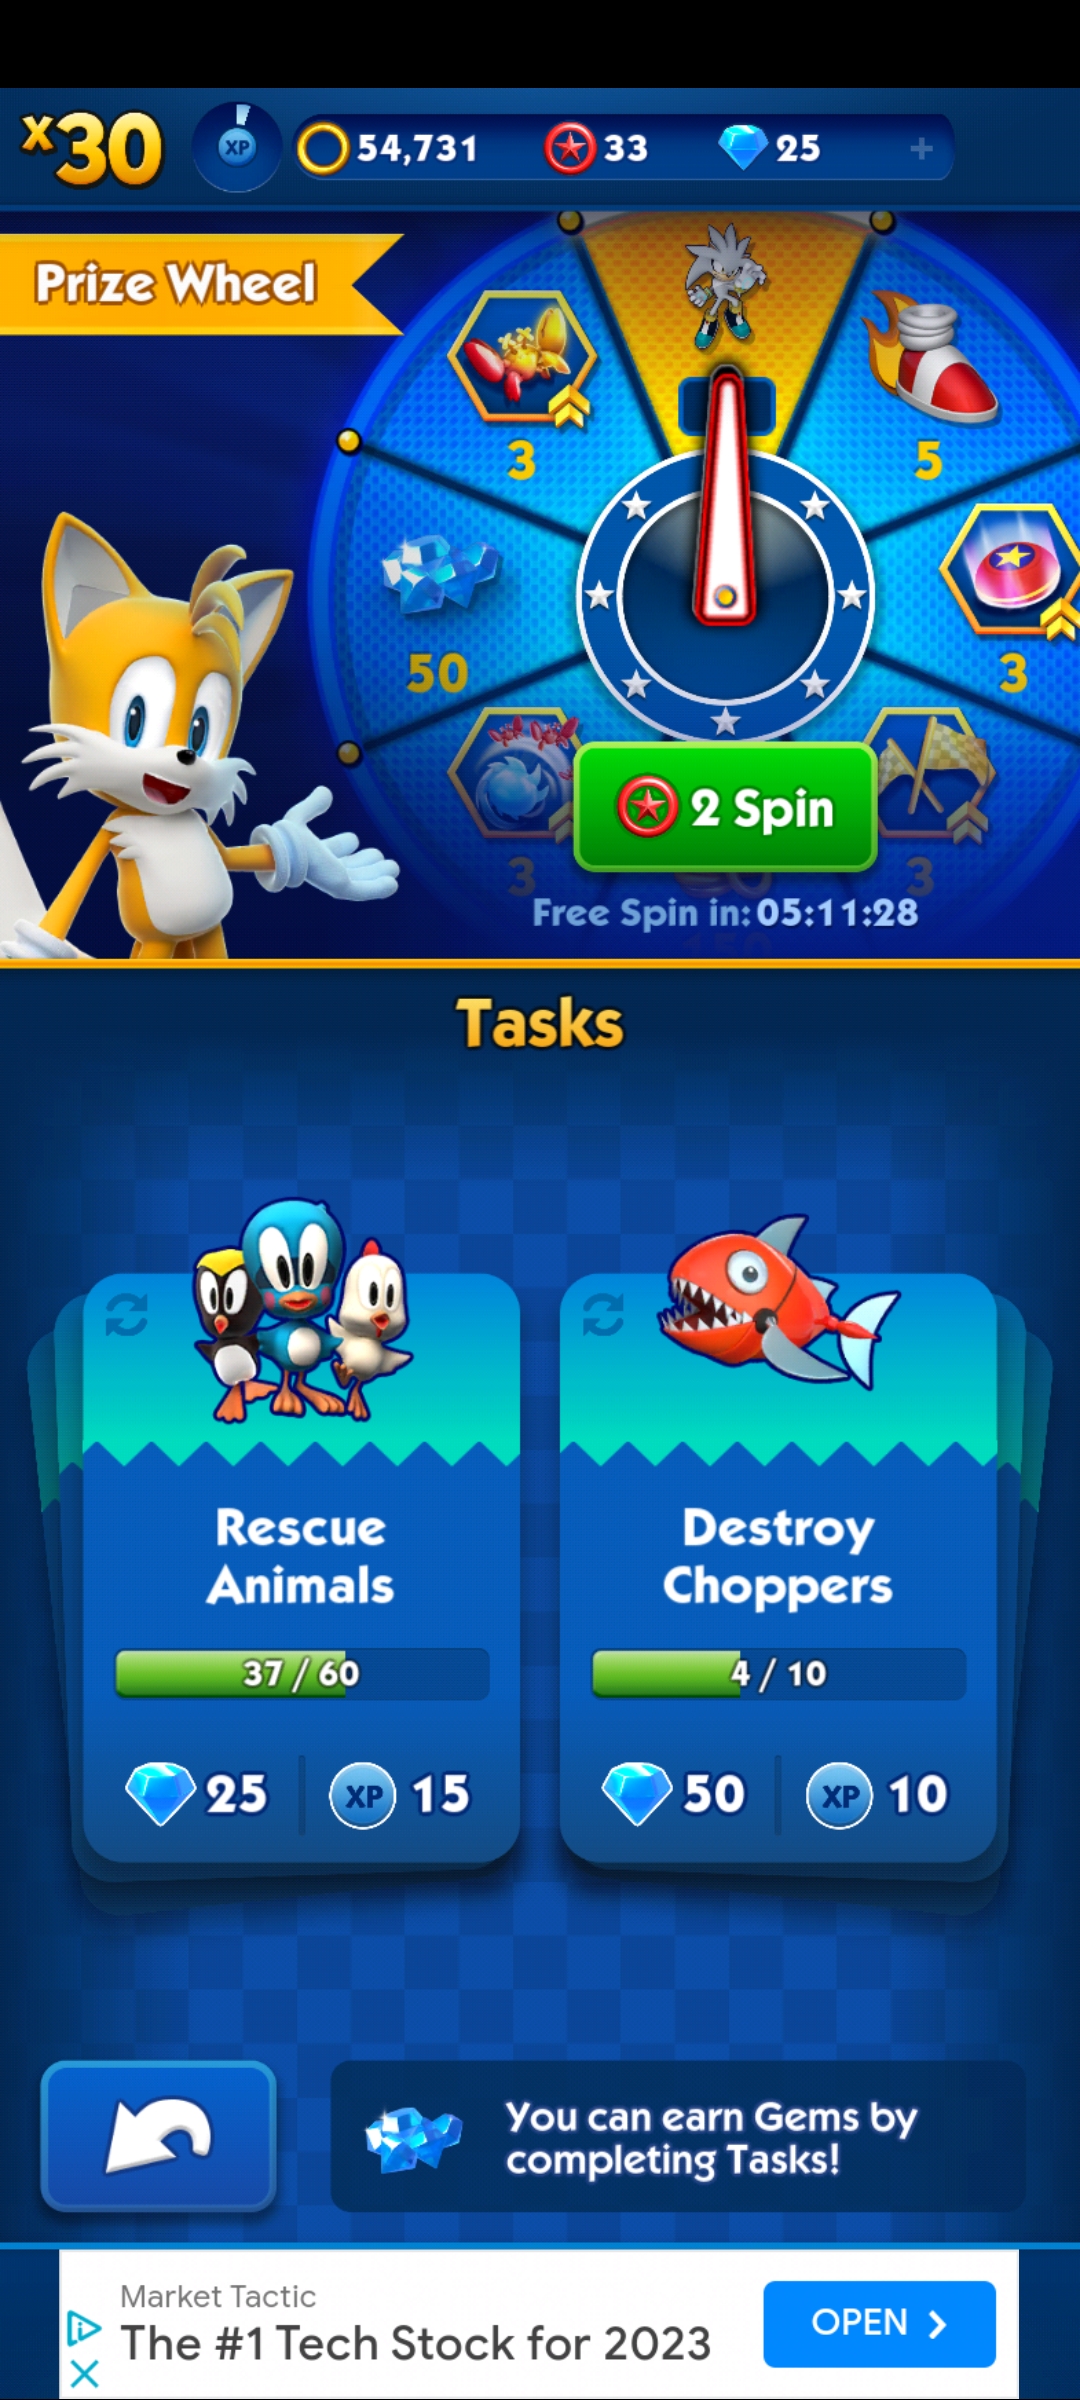 x30
XP
54,731
33
25
+
Prize Wheel
3
5
50
3
3
3
2 Spin
Free Spin in: 05:11:28
Tasks
Rescue
Animals
37 / 60
25
XP 15
Destroy
Choppers
4 / 10
50
XP 10
You can earn Gems by
completing Tasks!
Market Tactic
The #1 Tech Stock for 2023
OPEN